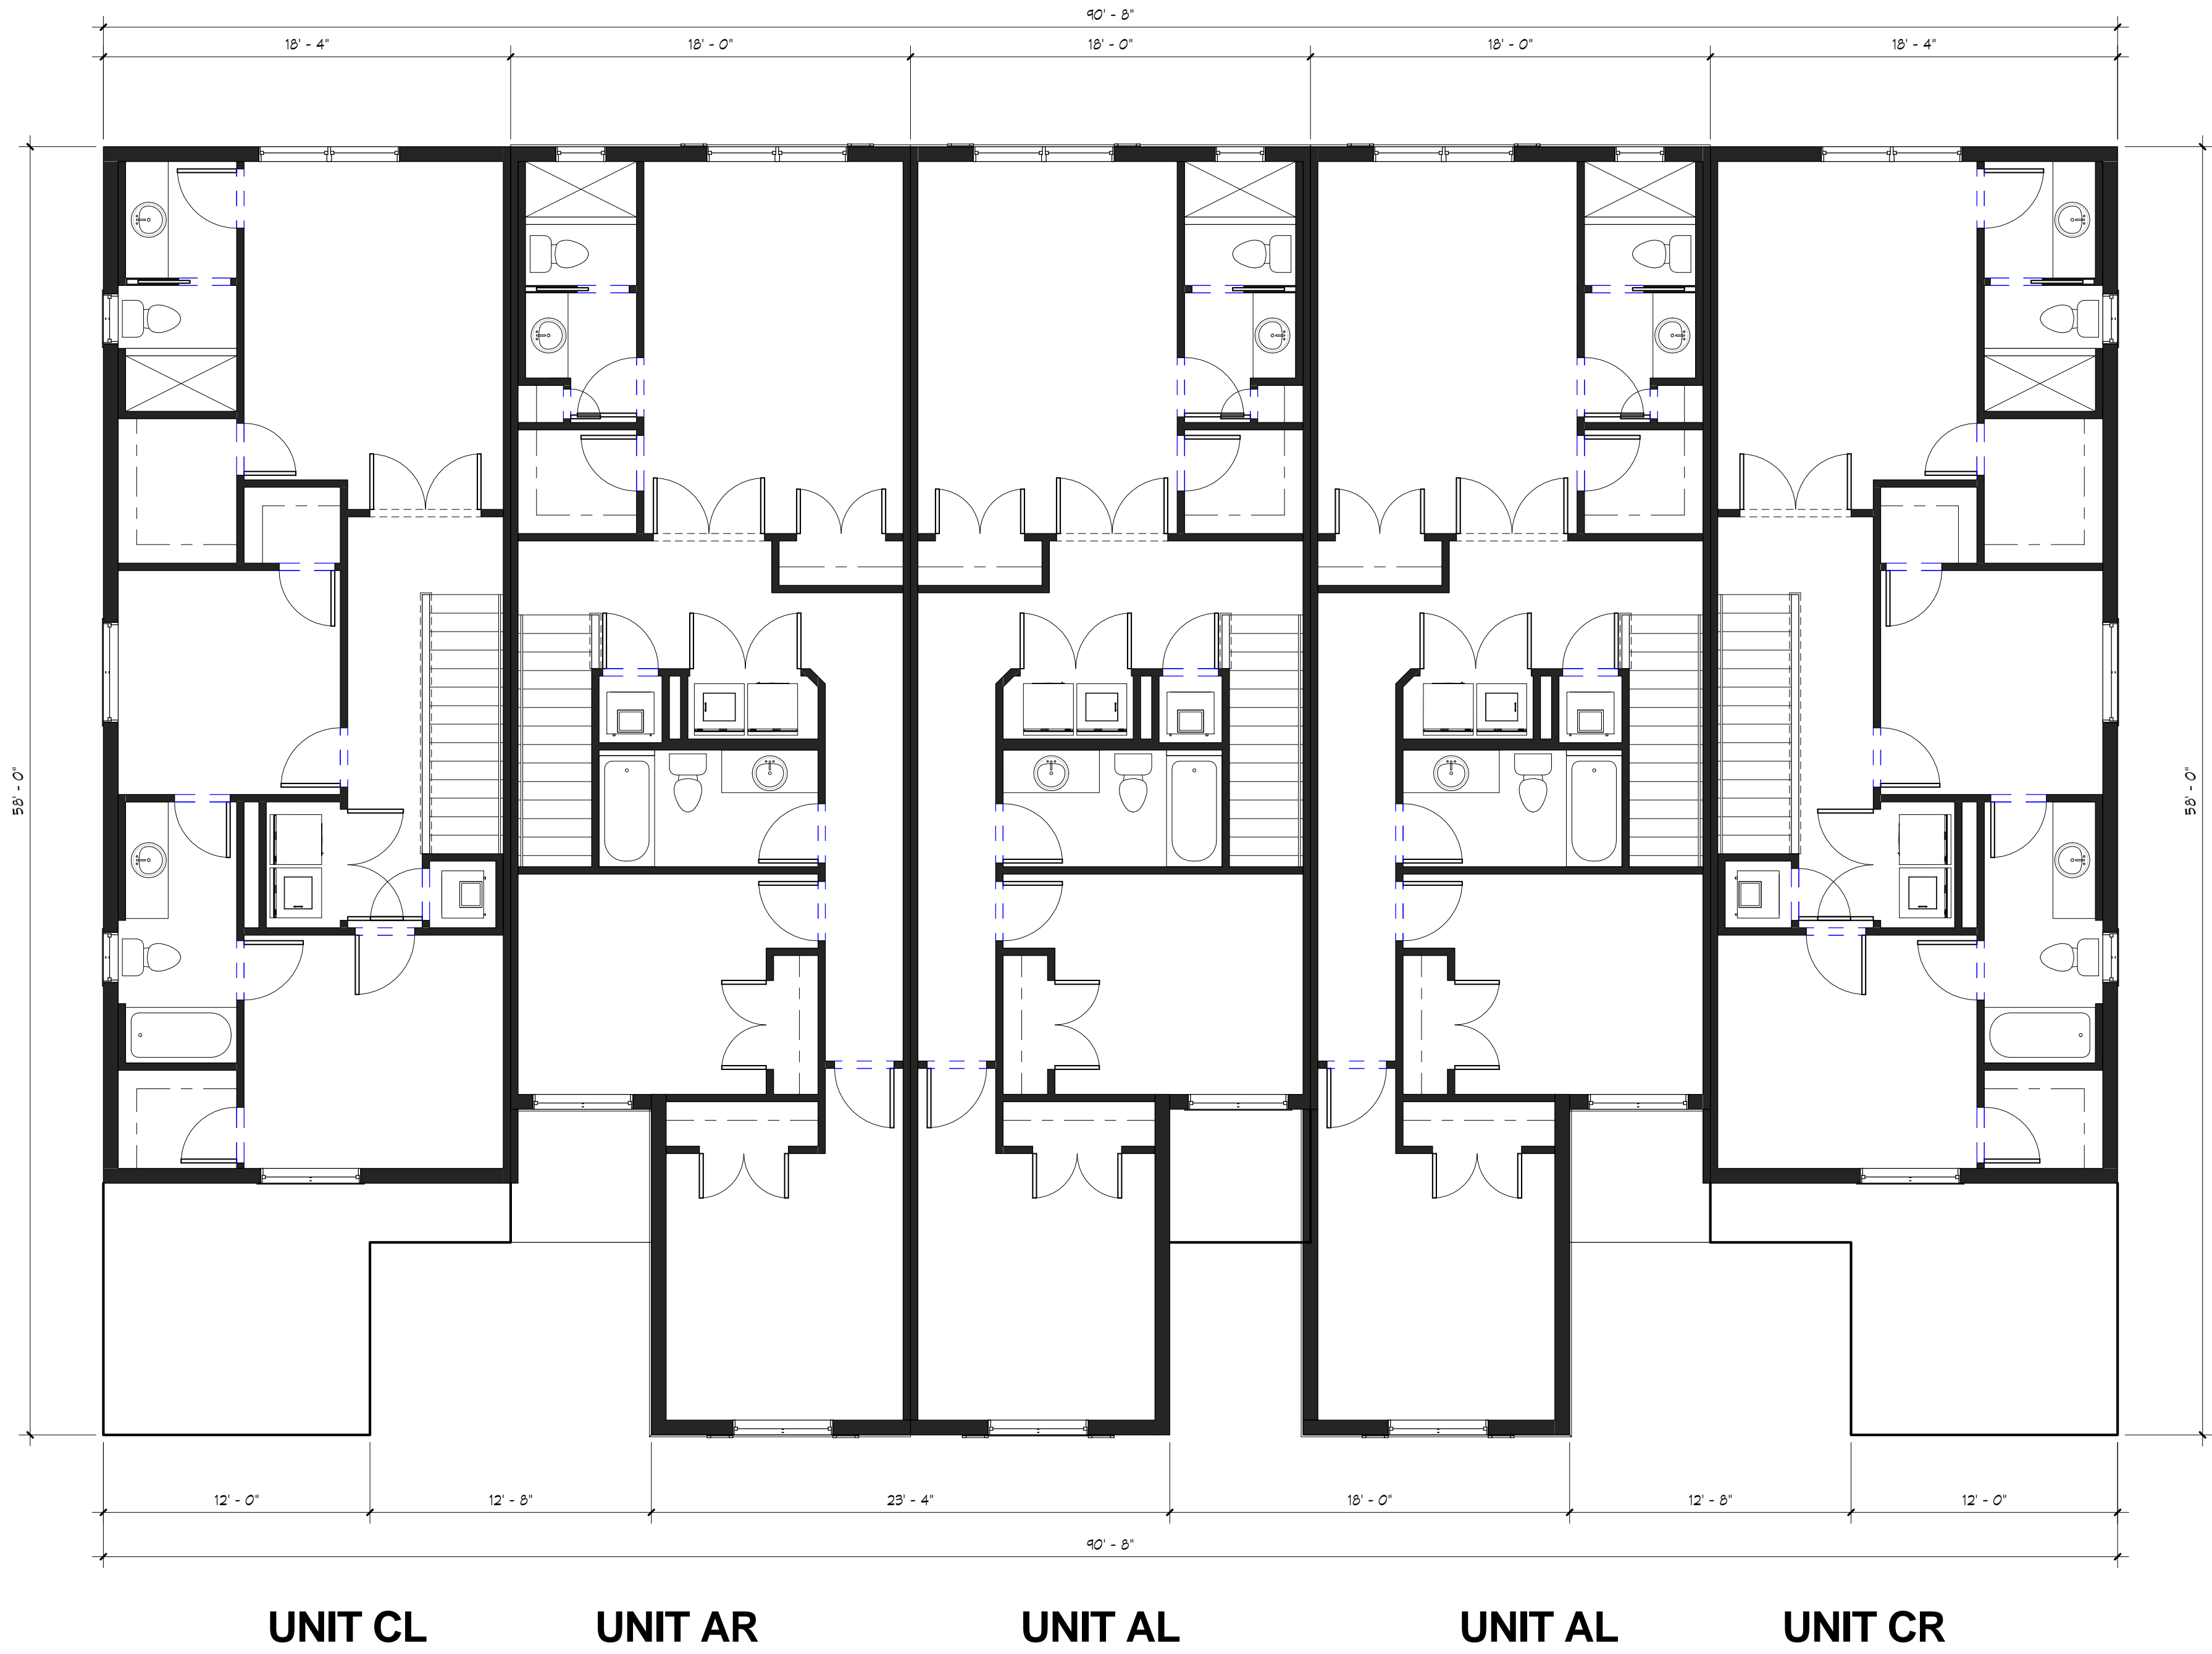 90' - 8"
18' - 4" 18' - 0" 18' - 0" 18' - 0" 18' - 4"
58' - 0" 58' - 0"
12' - 0" 12' - 8" 23' - 4" 18' - 0" 12' - 8" 12' - 0"
90' - 8"
UNIT CL UNIT AR UNIT AL UNIT AL UNIT CR